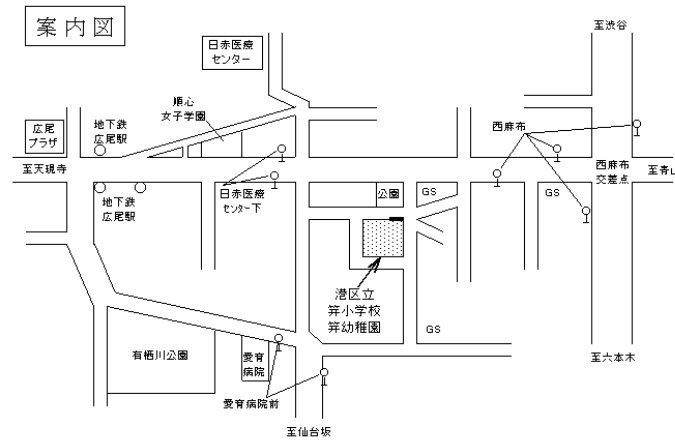 案内図
至渋谷
日赤医療
センター
順心
女子学園
広尾
プラザ
地下鉄
広尾駅
西麻布
至天現寺
西麻布
交差点
至青山
地下鉄
広尾駅
日赤医療
センター下
公園
GS
GS
港区立
笄小学校
笄幼稚園
GS
有栖川公園
愛育
病院
至六本木
愛育病院前
至仙台坂